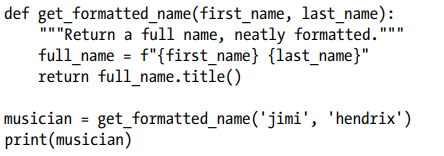 def get_formatted_name(first_name, last_name):
    """Return a full name, neatly formatted."""
    full_name = f"{first_name} {last_name}"
    return full_name.title()

musician = get_formatted_name('jimi', 'hendrix')
print(musician)